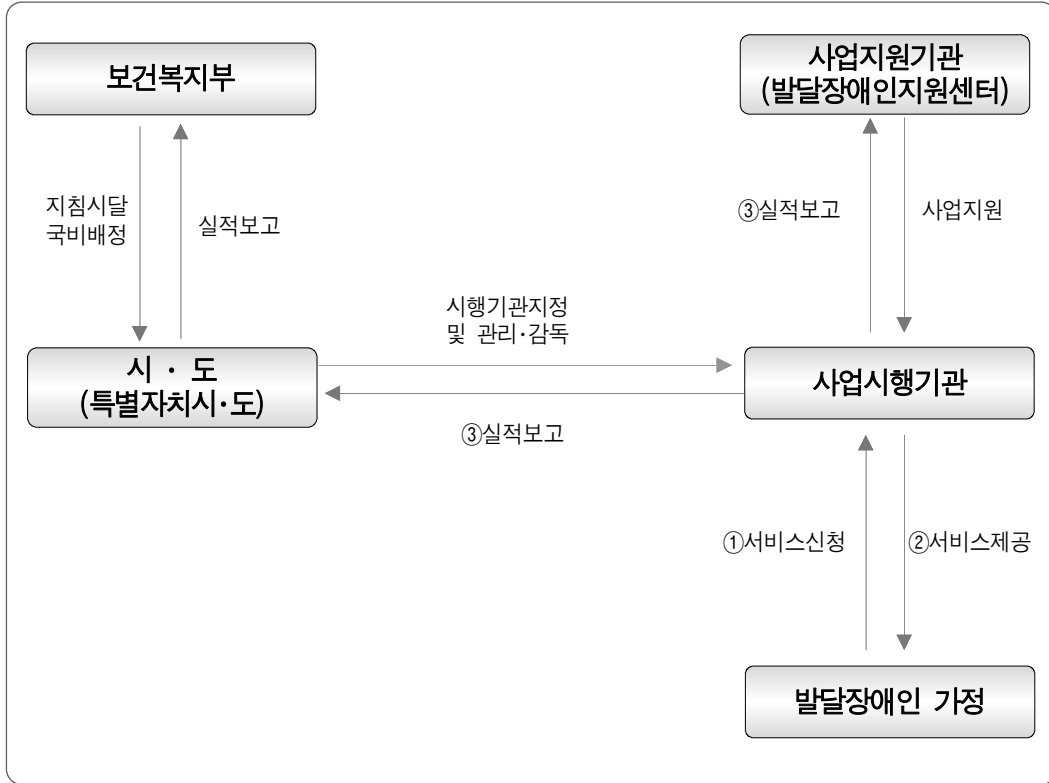 보건복지부
사업지원기관
(발달장애인지원센터)
지침시달
국비배정
실적보고
③실적보고
사업지원
시행기관지정
및 관리·감독
시 · 도
(특별자치시·도)
사업시행기관
③실적보고
①서비스신청
②서비스제공
발달장애인 가정